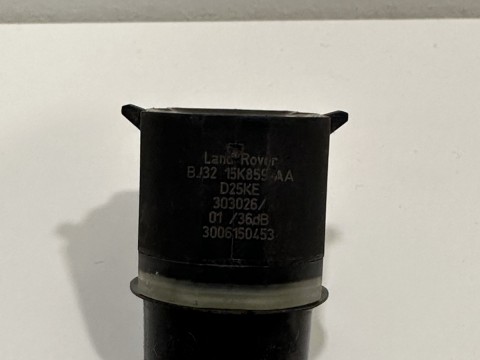 Land Rover
BJ32 15K859-AA
D25KE
303026/
01 /36dB
3006150453